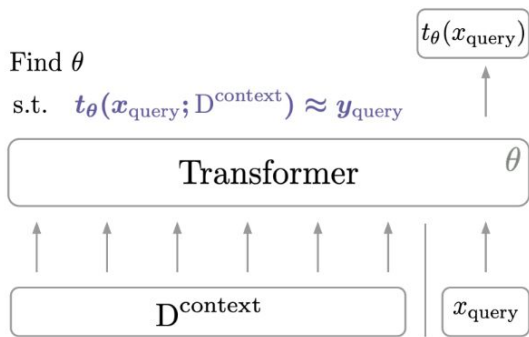 t_θ(x_query)
Find θ
s.t. t_θ(x_query; D^context) ≈ y_query
Transformer θ
D^context
x_query